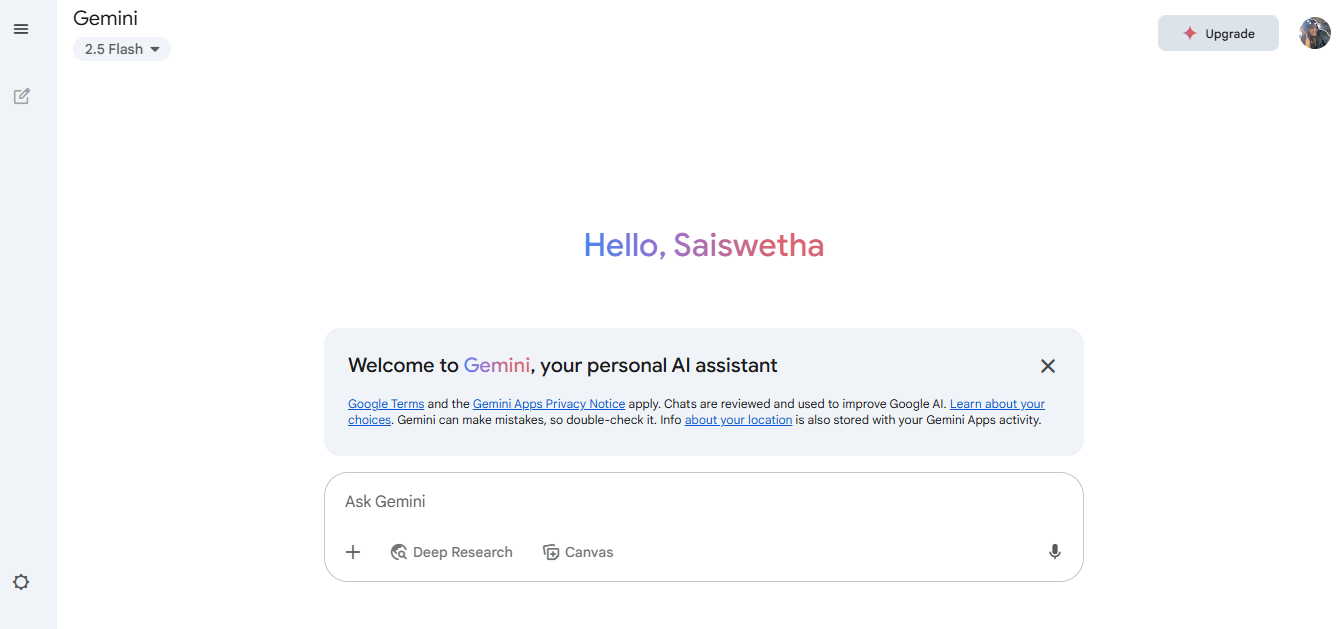 Gemini
2.5 Flash
Upgrade
Hello, Saiswetha
Welcome to Gemini, your personal AI assistant
Google Terms and the Gemini Apps Privacy Notice apply. Chats are reviewed and used to improve Google AI. Learn about your
choices. Gemini can make mistakes, so double-check it. Info about your location is also stored with your Gemini Apps activity.
Ask Gemini
Deep Research
Canvas